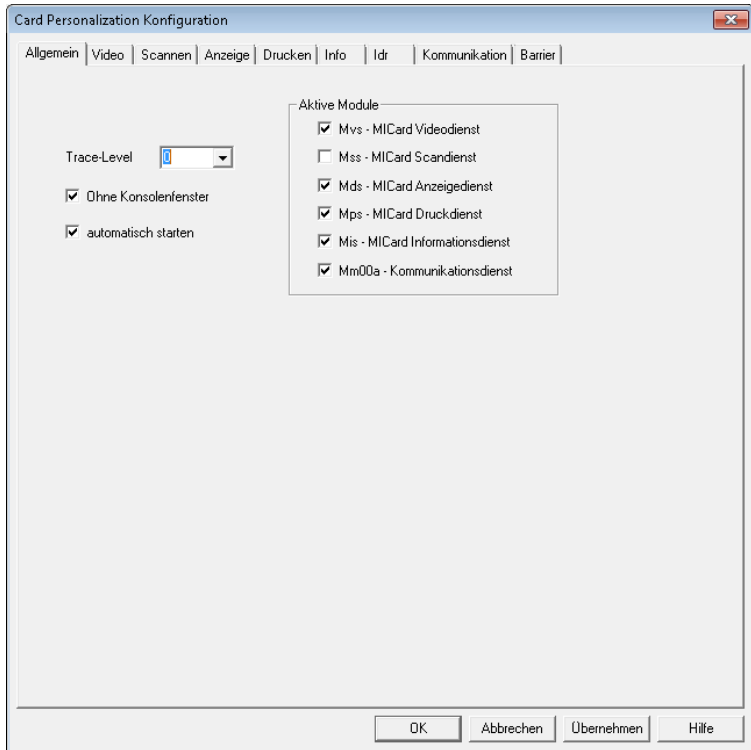 Card Personalization Konfiguration
Allgemein Video Scannen Anzeige Drucken Info Idr Kommunikation Barrier
Aktive Module
Mvs - MICard Videodienst
Trace-Level 0
Mss - MICard Scandienst
Mds - MICard Anzeigedienst
Ohne Konsolenfenster
Mps - MICard Druckdienst
automatisch starten
Mis - MICard Informationsdienst
Mm00a - Kommunikationsdienst
OK Abbrechen Übernehmen Hilfe